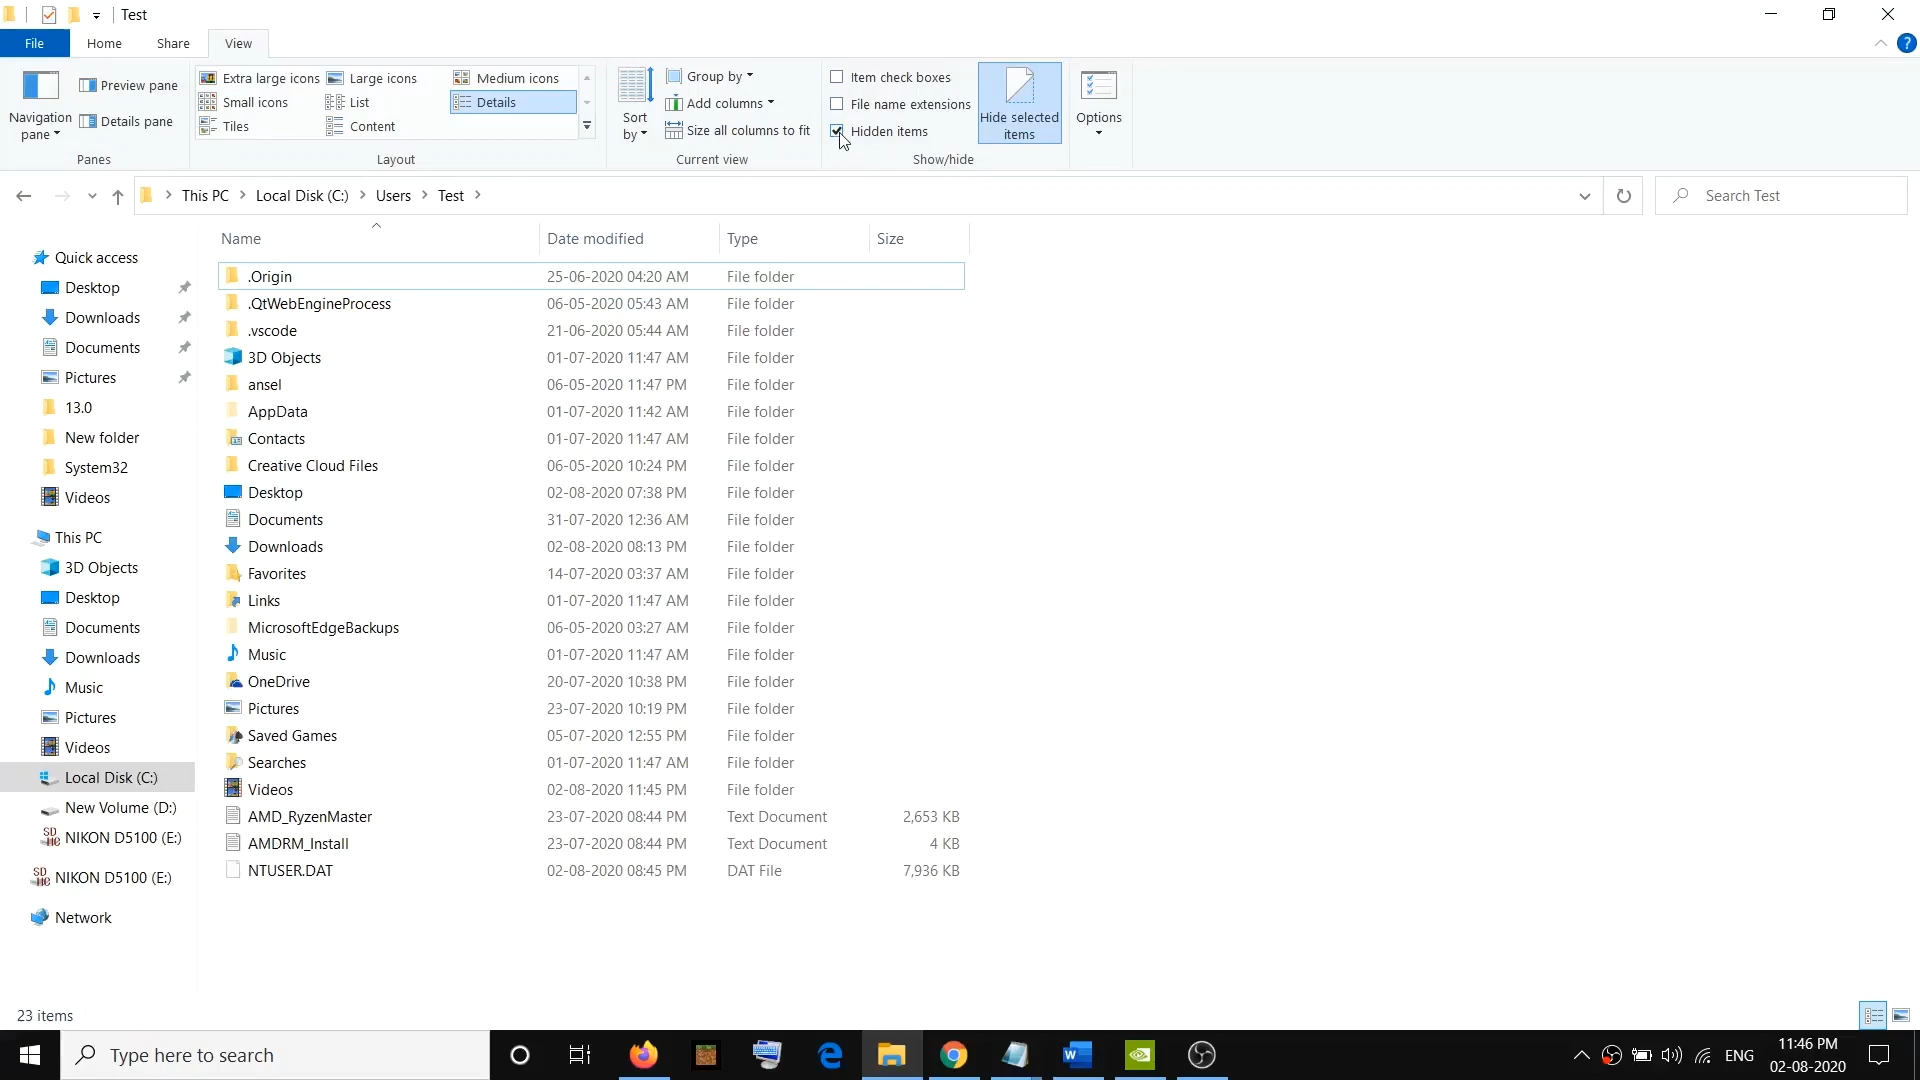 Test
File Home Share View
Navigation pane
Preview pane
Details pane
Panes
Extra large icons Large icons Medium icons
Small icons List Details
Tiles Content
Layout
Sort by
Group by
Add columns
Size all columns to fit
Current view
Item check boxes
File name extensions
Hidden items
Hide selected items
Show/hide
Options
This PC Local Disk (C:) Users Test
Search Test
Quick access
Desktop
Downloads
Documents
Pictures
13.0
New folder
System32
Videos
This PC
3D Objects
Desktop
Documents
Downloads
Music
Pictures
Videos
Local Disk (C:)
New Volume (D:)
NIKON D5100 (E:)
NIKON D5100 (E:)
Network
Name Date modified Type Size
.Origin 25-06-2020 04:20 AM File folder
.QtWebEngineProcess 06-05-2020 05:43 AM File folder
.vscode 21-06-2020 05:44 AM File folder
3D Objects 01-07-2020 11:47 AM File folder
ansel 06-05-2020 11:47 PM File folder
AppData 01-07-2020 11:42 AM File folder
Contacts 01-07-2020 11:47 AM File folder
Creative Cloud Files 06-05-2020 10:24 PM File folder
Desktop 02-08-2020 07:38 PM File folder
Documents 31-07-2020 12:36 AM File folder
Downloads 02-08-2020 08:13 PM File folder
Favorites 14-07-2020 03:37 AM File folder
Links 01-07-2020 11:47 AM File folder
MicrosoftEdgeBackups 06-05-2020 03:27 AM File folder
Music 01-07-2020 11:47 AM File folder
OneDrive 20-07-2020 10:38 PM File folder
Pictures 23-07-2020 10:19 PM File folder
Saved Games 05-07-2020 12:55 PM File folder
Searches 01-07-2020 11:47 AM File folder
Videos 02-08-2020 11:45 PM File folder
AMD_RyzenMaster 23-07-2020 08:44 PM Text Document 2,653 KB
AMDRM_Install 23-07-2020 08:44 PM Text Document 4 KB
NTUSER.DAT 02-08-2020 08:45 PM DAT File 7,936 KB
23 items
Type here to search
ENG
11:46 PM
02-08-2020